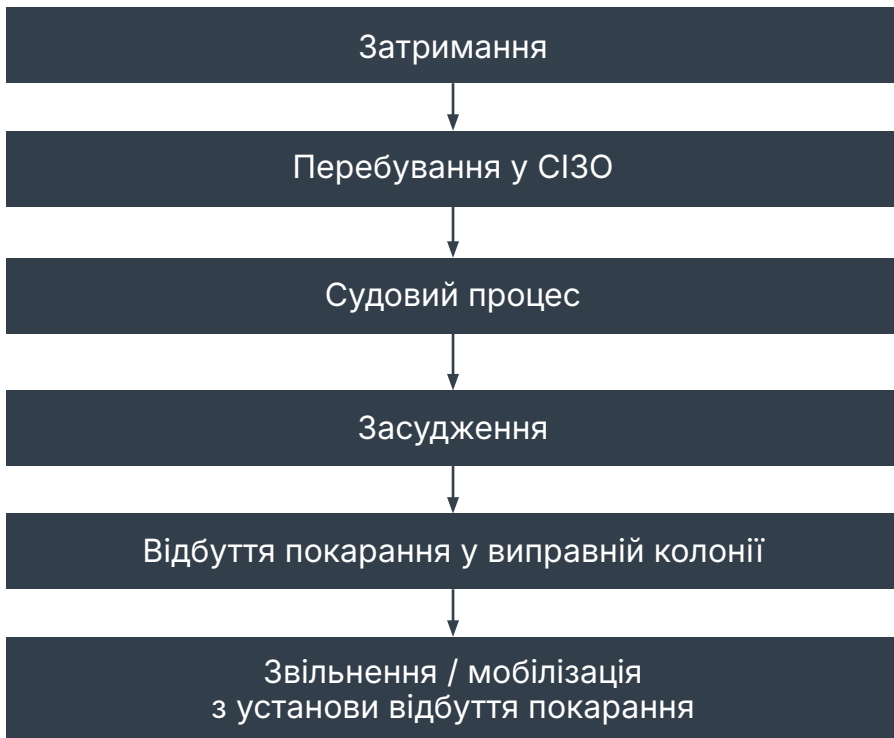 Затримання
Перебування у СІЗО
Судовий процес
Засудження
Відбуття покарання у виправній колонії
Звільнення / мобілізація
з установи відбуття покарання